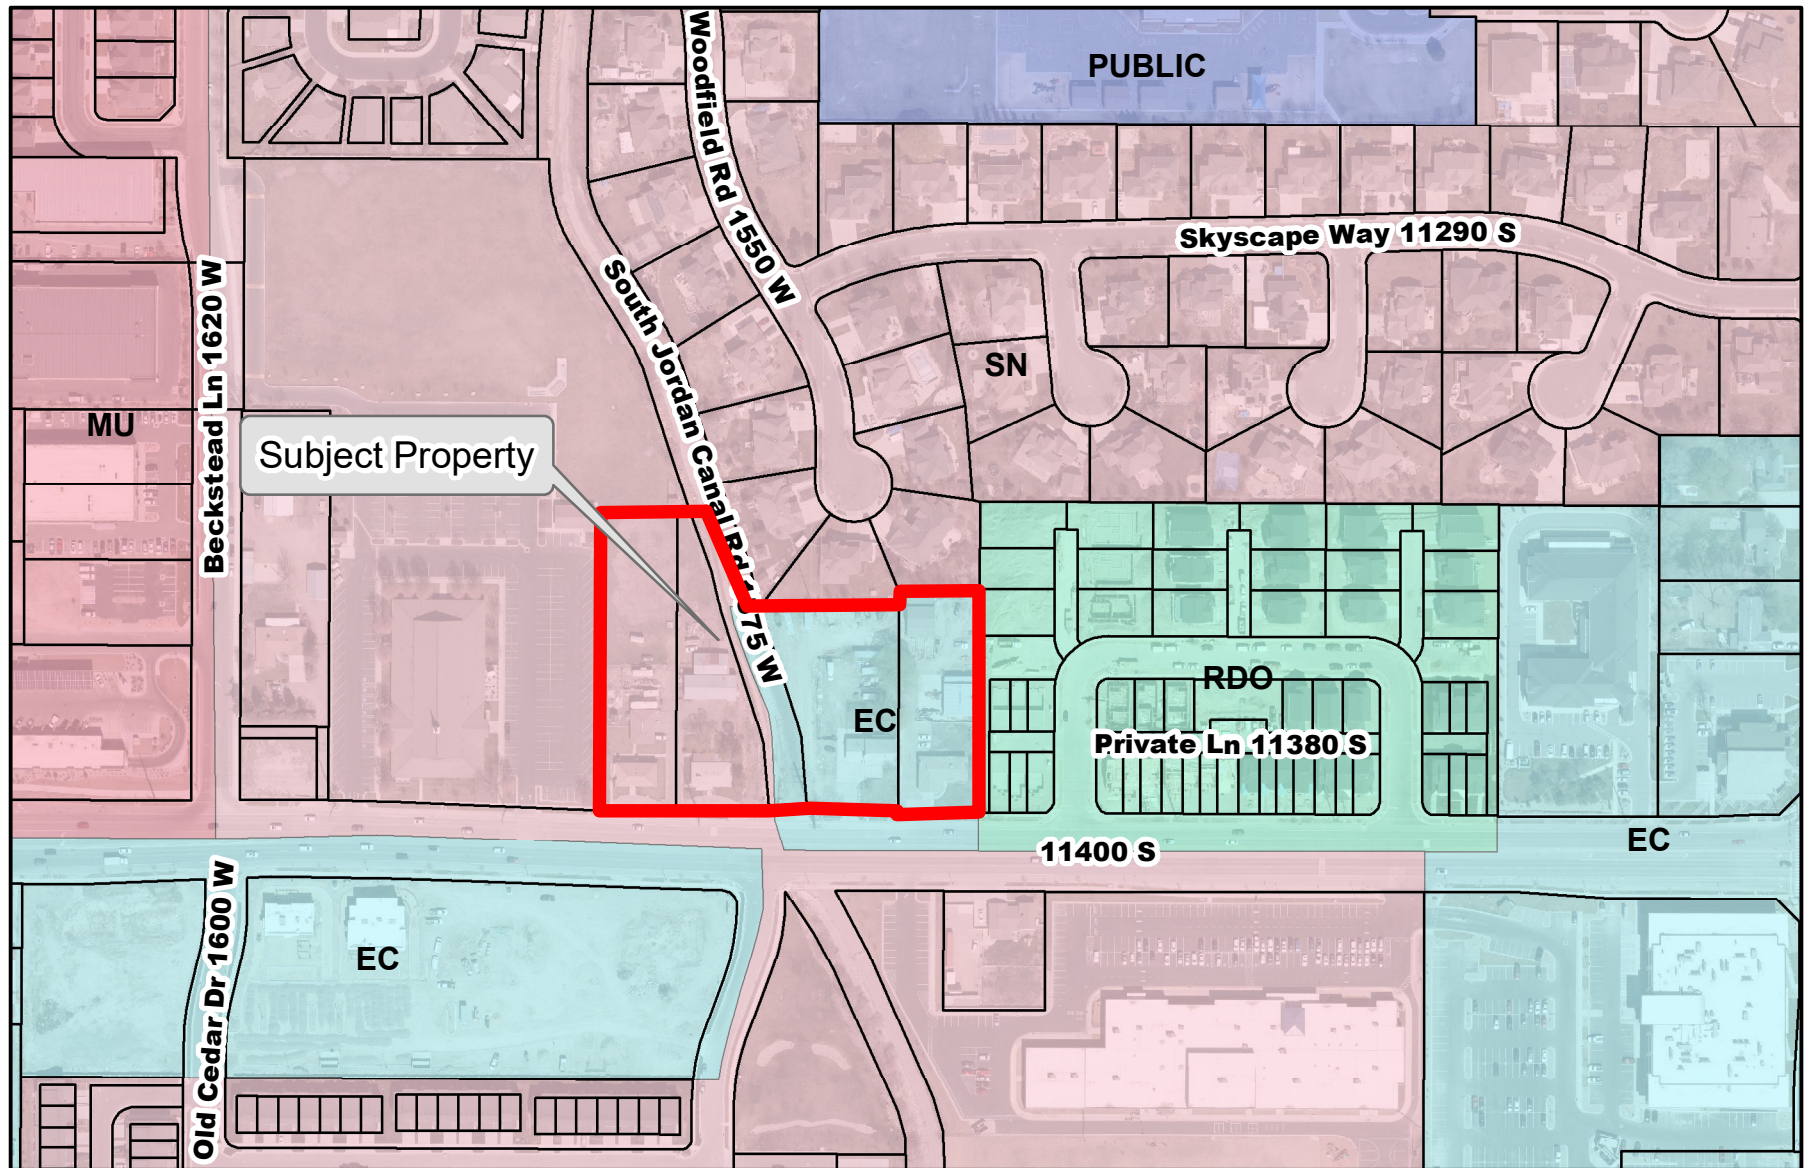 PUBLIC
Woodfield Rd 1550 W
Skyscape Way 11290 S
South Jordan Canal Rd 1575 W
Beckstead Ln 1620 W
SN
MU
Subject Property
RDO
EC
Private Ln 11380 S
EC
11400 S
Old Cedar Dr 1600 W
EC